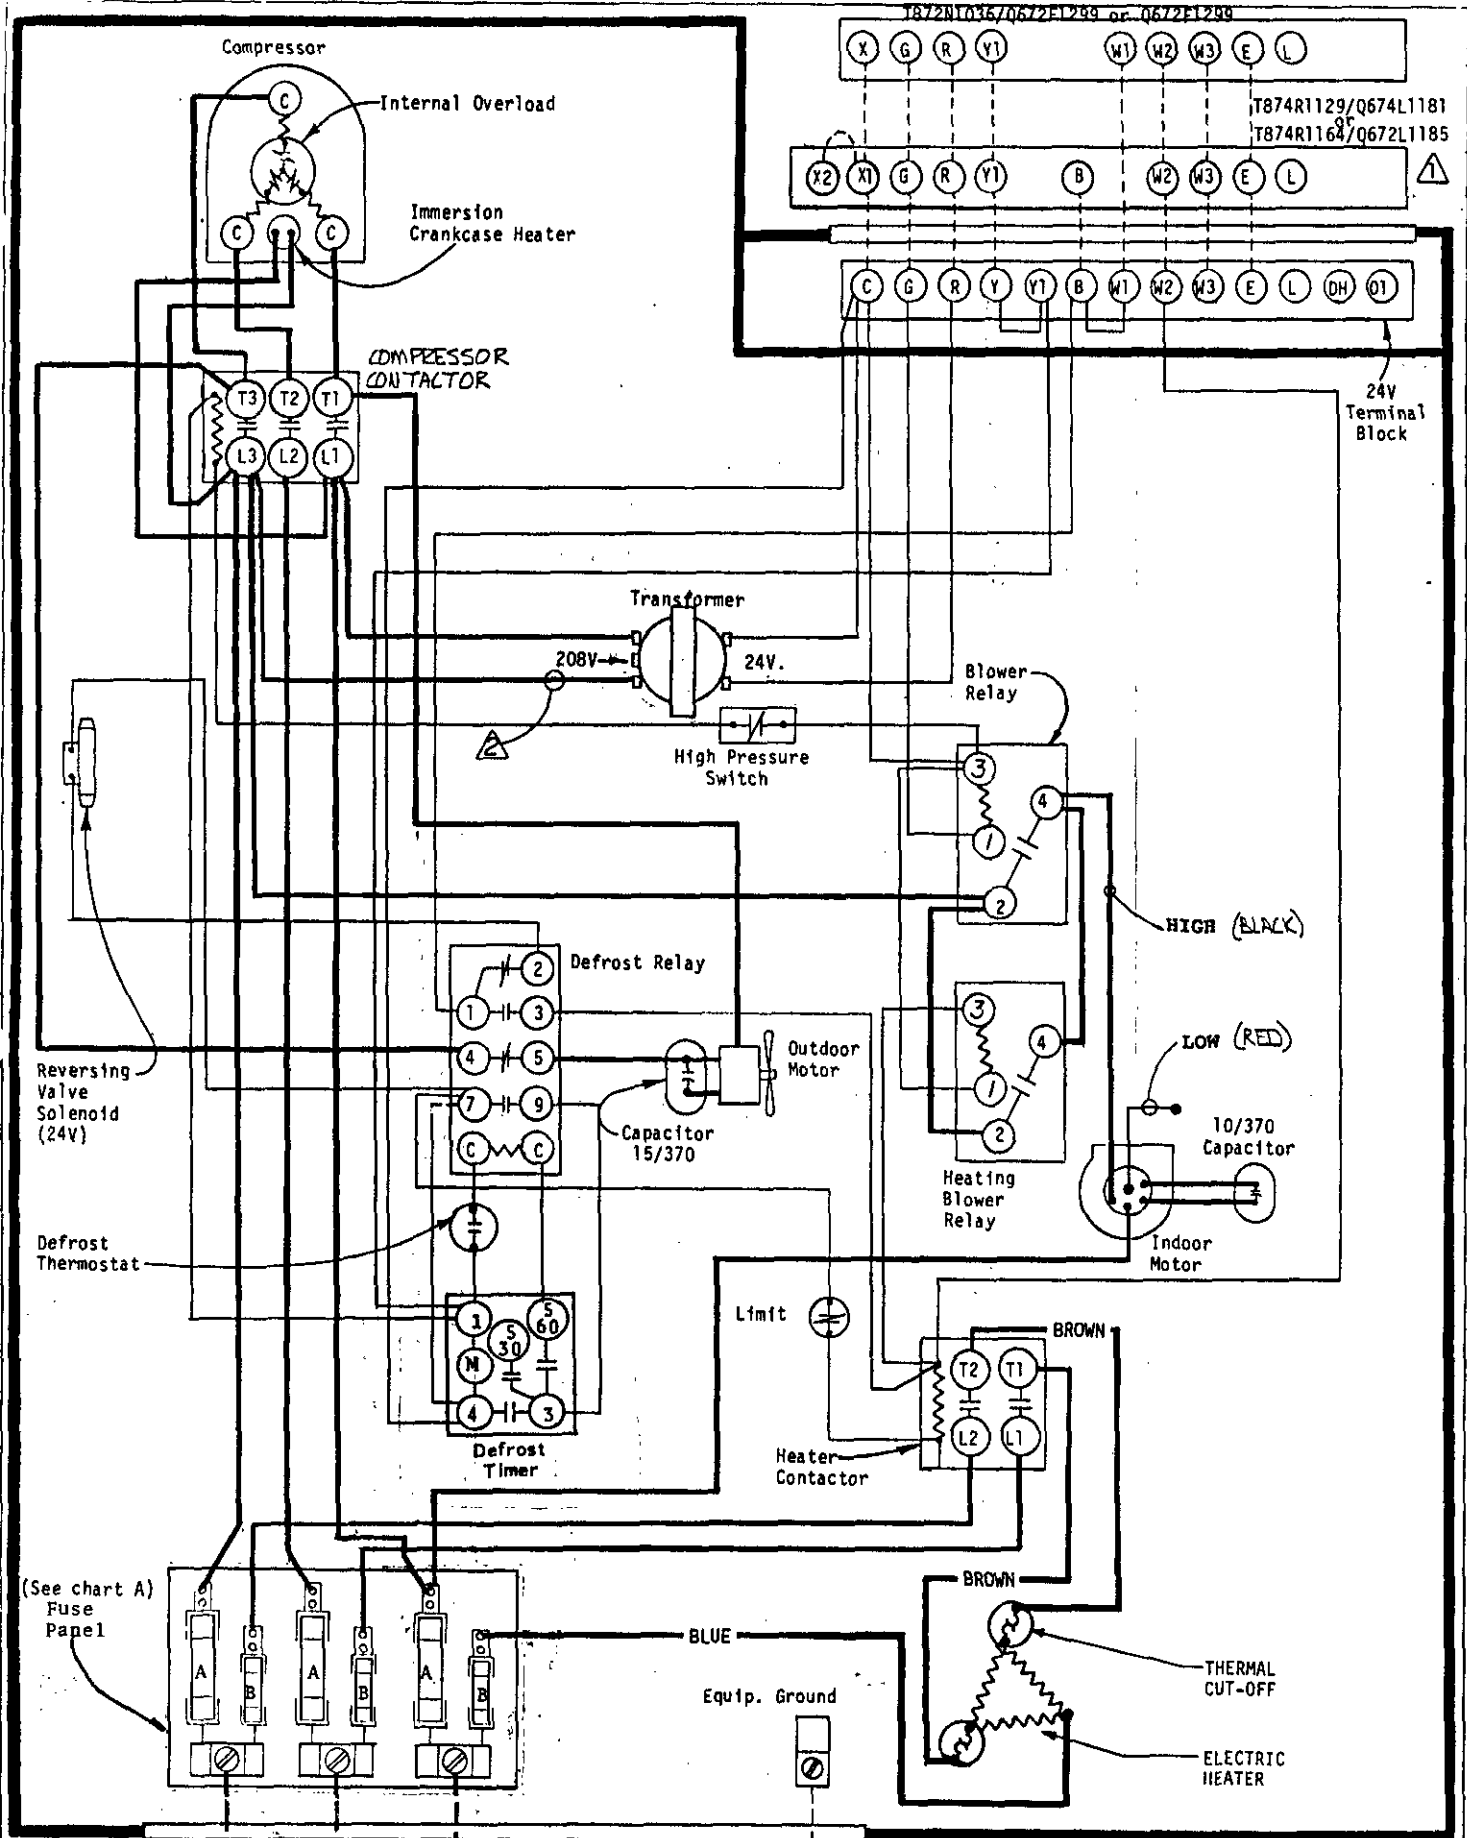 T872N1036/Q672F1299 or Q672F1299
X G R Y1 W1 W2 W3 E L
T874R1129/Q674L1181
or
T874R1164/Q672L1185
X2 X1 G R Y1 B W2 W3 E L
1
C G R Y Y1 B W1 W2 W3 E L DH O1
24V
Terminal
Block
Compressor
C
Internal Overload
C C
Immersion
Crankcase Heater
COMPRESSOR
CONTACTOR
T3 T2 T1
L3 L2 L1
Transformer
208V
24V.
2
High Pressure
Switch
Blower
Relay
3
4
1
2
HIGH (BLACK)
Reversing
Valve
Solenoid
(24V)
Defrost Relay
2
1 3
4 5
7 9
C C
Outdoor
Motor
Capacitor
15/370
3
4
1
2
Heating
Blower
Relay
LOW (RED)
10/370
Capacitor
Indoor
Motor
Defrost
Thermostat
1
S
60
S
30
M
4 3
Defrost
Timer
Limit
T2 T1
L2 L1
Heater
Contactor
BROWN
BROWN
(See chart A)
Fuse
Panel
A B A B A B
BLUE
Equip. Ground
THERMAL
CUT-OFF
ELECTRIC
HEATER